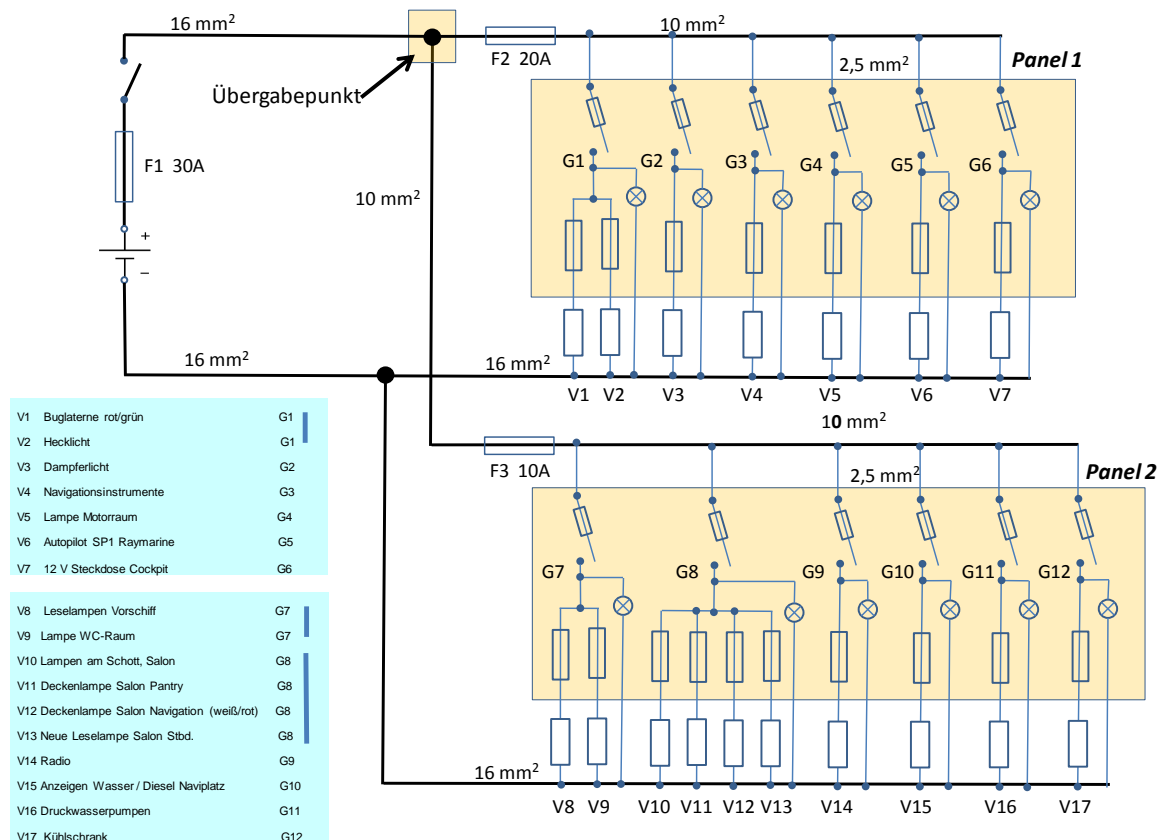 16 mm²
10 mm²
F2 20A
Panel 1
2,5 mm²
Übergabepunkt
F1 30A
+
−
10 mm²
G1
G2
G3
G4
G5
G6
16 mm²
16 mm²
V1 V2 V3 V4 V5 V6 V7
10 mm²
F3 10A
Panel 2
2,5 mm²
G7
G8
G9
G10
G11
G12
16 mm²
V8 V9 V10 V11 V12 V13 V14 V15 V16 V17
V1 Buglaterne rot/grün G1
V2 Hecklicht G1
V3 Dampferlicht G2
V4 Navigationsinstrumente G3
V5 Lampe Motorraum G4
V6 Autopilot SP1 Raymarine G5
V7 12 V Steckdose Cockpit G6
V8 Leselampen Vorschiff G7
V9 Lampe WC-Raum G7
V10 Lampen am Schott, Salon G8
V11 Deckenlampe Salon Pantry G8
V12 Deckenlampe Salon Navigation (weiß/rot) G8
V13 Neue Leselampe Salon Stbd. G8
V14 Radio G9
V15 Anzeigen Wasser / Diesel Naviplatz G10
V16 Druckwasserpumpen G11
V17 Kühlschrank G12